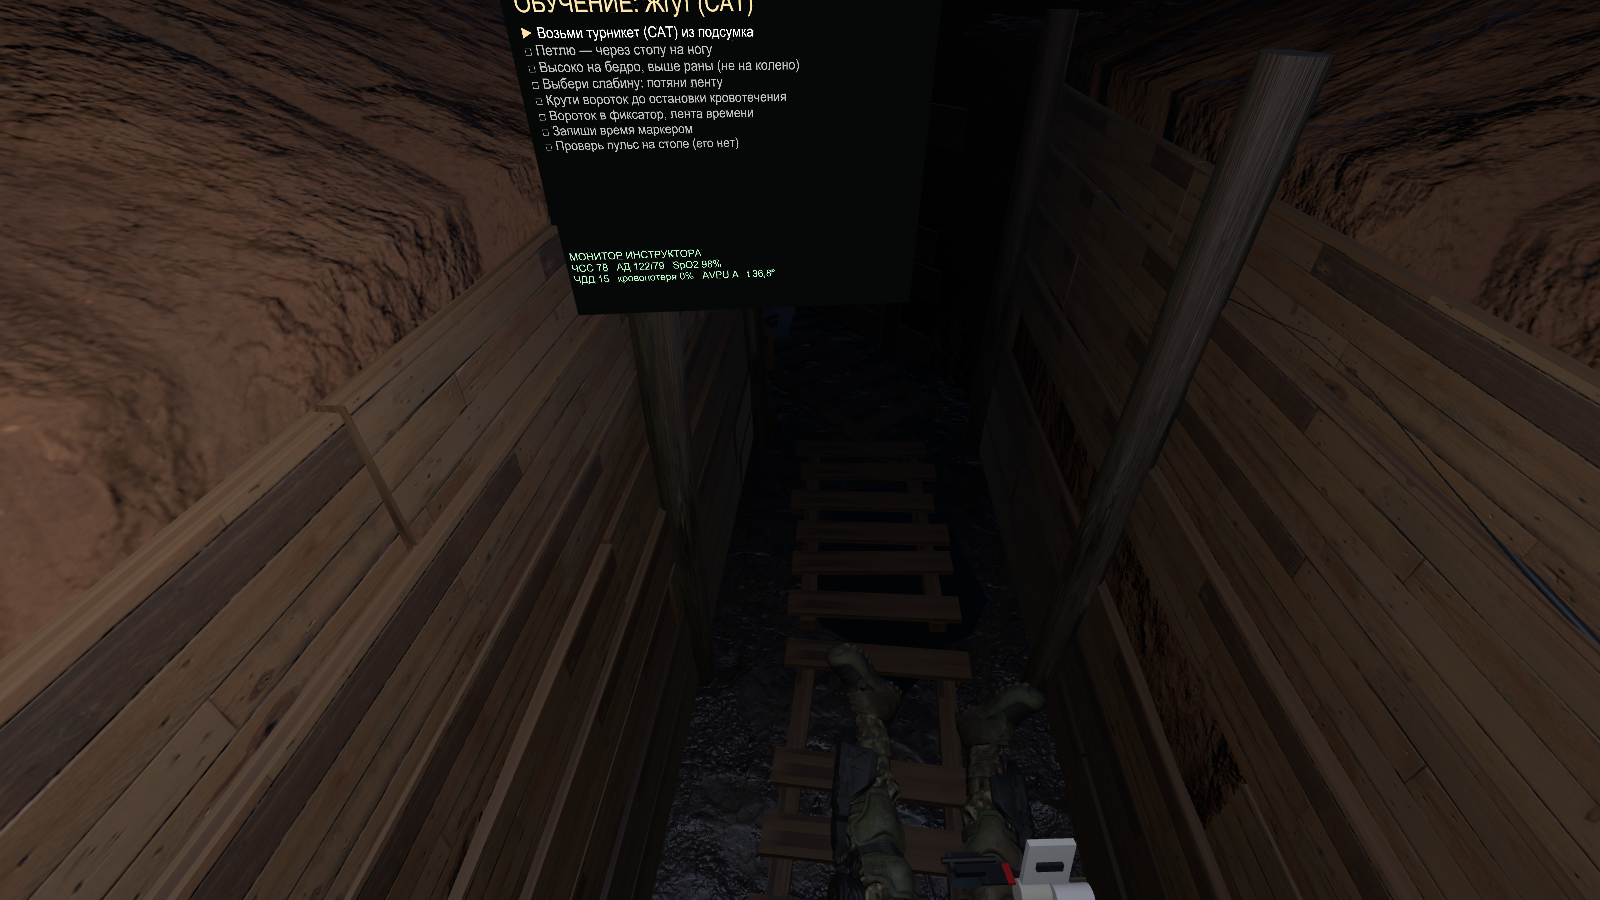 ОБУЧЕНИЕ: ЖГУТ (CAT)
▶ Возьми турникет (CAT) из подсумка
□ Петлю — через стопу на ногу
□ Высоко на бедро, выше раны (не на колено)
□ Выбери слабину: потяни ленту
□ Крути вороток до остановки кровотечения
□ Вороток в фиксатор, лента времени
□ Запиши время маркером
□ Проверь пульс на стопе (его нет)
МОНИТОР ИНСТРУКТОРА
ЧСС 78 АД 122/79 SpO2 98%
ЧДД 15 кровопотеря 0% AVPU A t 36,6°